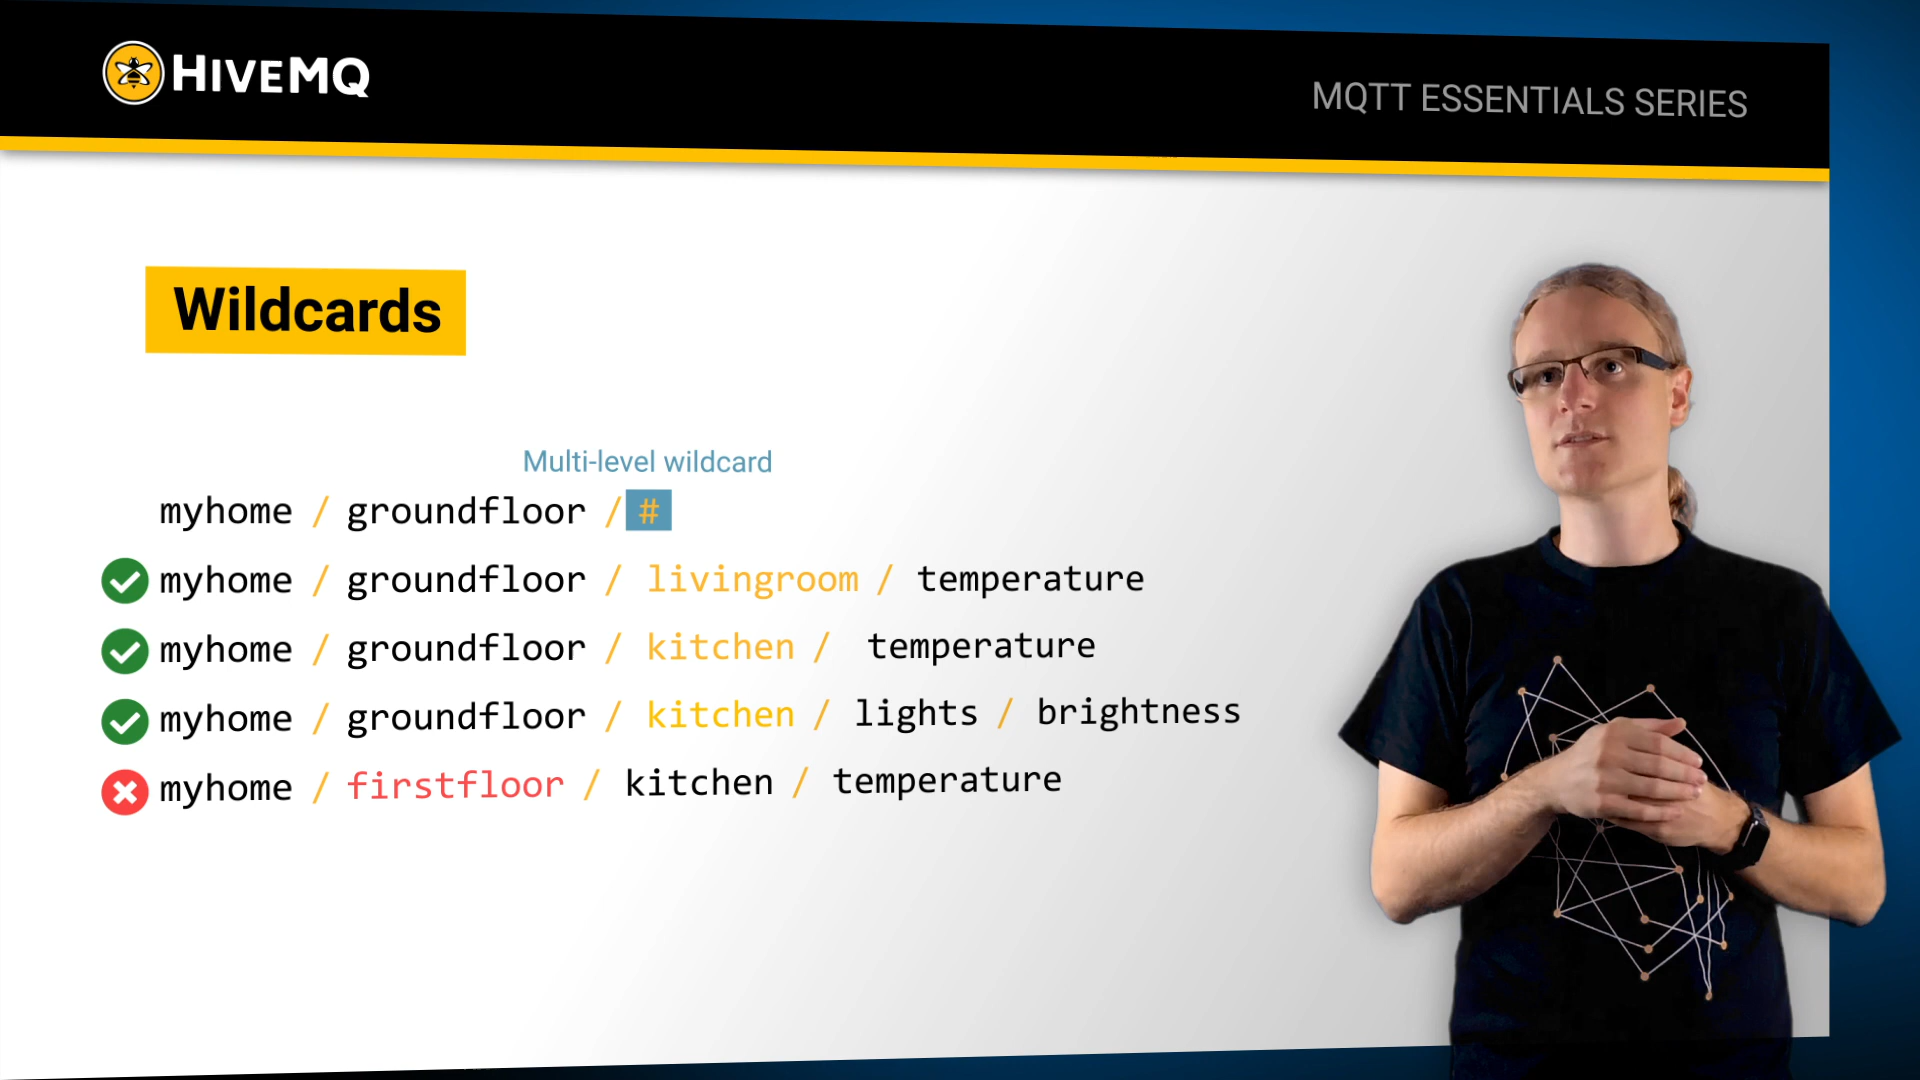 HIVEMQ
MQTT ESSENTIALS SERIES
Wildcards
Multi-level wildcard
myhome / groundfloor / #
myhome / groundfloor / livingroom / temperature
myhome / groundfloor / kitchen / temperature
myhome / groundfloor / kitchen / lights / brightness
myhome / firstfloor / kitchen / temperature